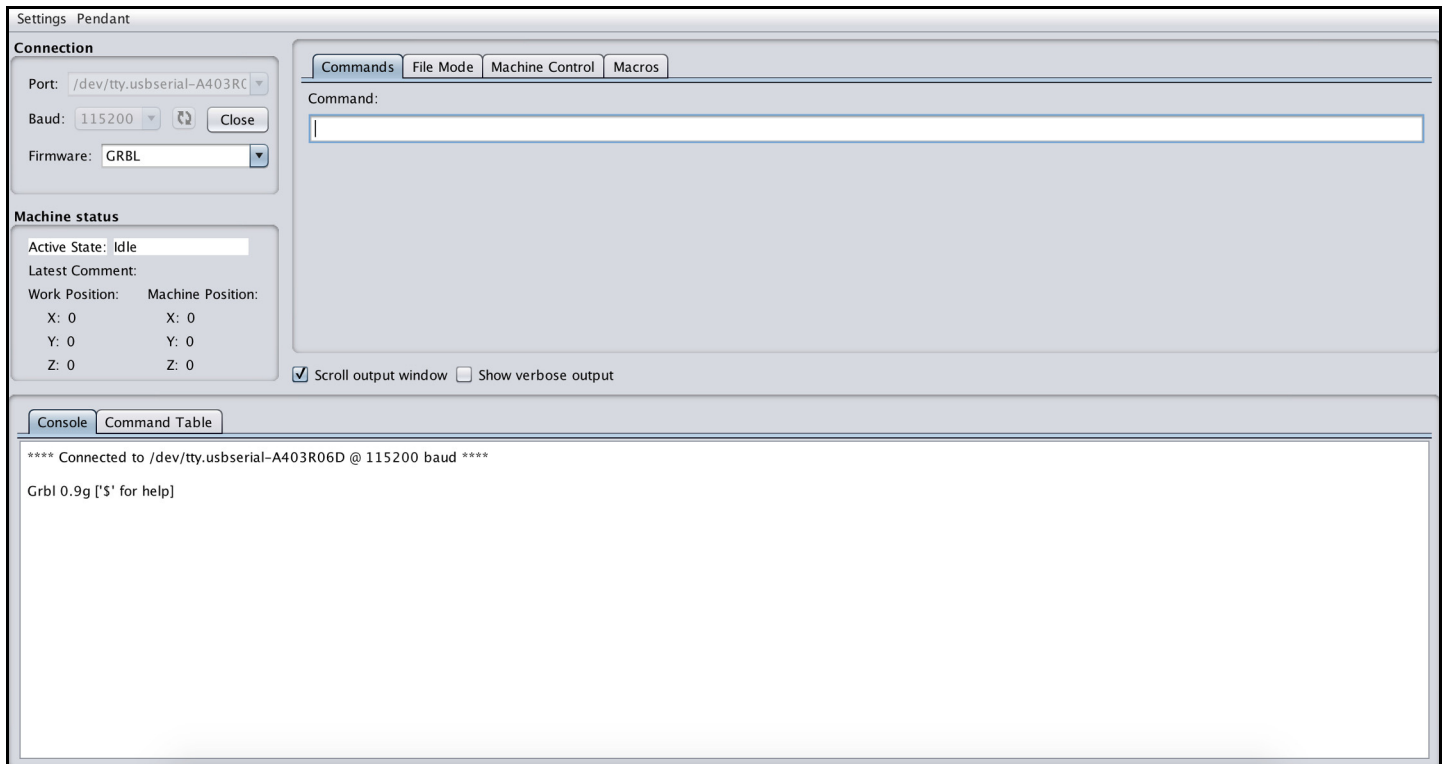 Settings Pendant
Connection
Port: /dev/tty.usbserial-A403R
Baud: 115200 Close
Firmware: GRBL
Machine status
Active State: Idle
Latest Comment:
Work Position: Machine Position:
X: 0 X: 0
Y: 0 Y: 0
Z: 0 Z: 0
Commands File Mode Machine Control Macros
Command:
Scroll output window Show verbose output
Console Command Table
**** Connected to /dev/tty.usbserial-A403R06D @ 115200 baud ****
Grbl 0.9g ['$' for help]